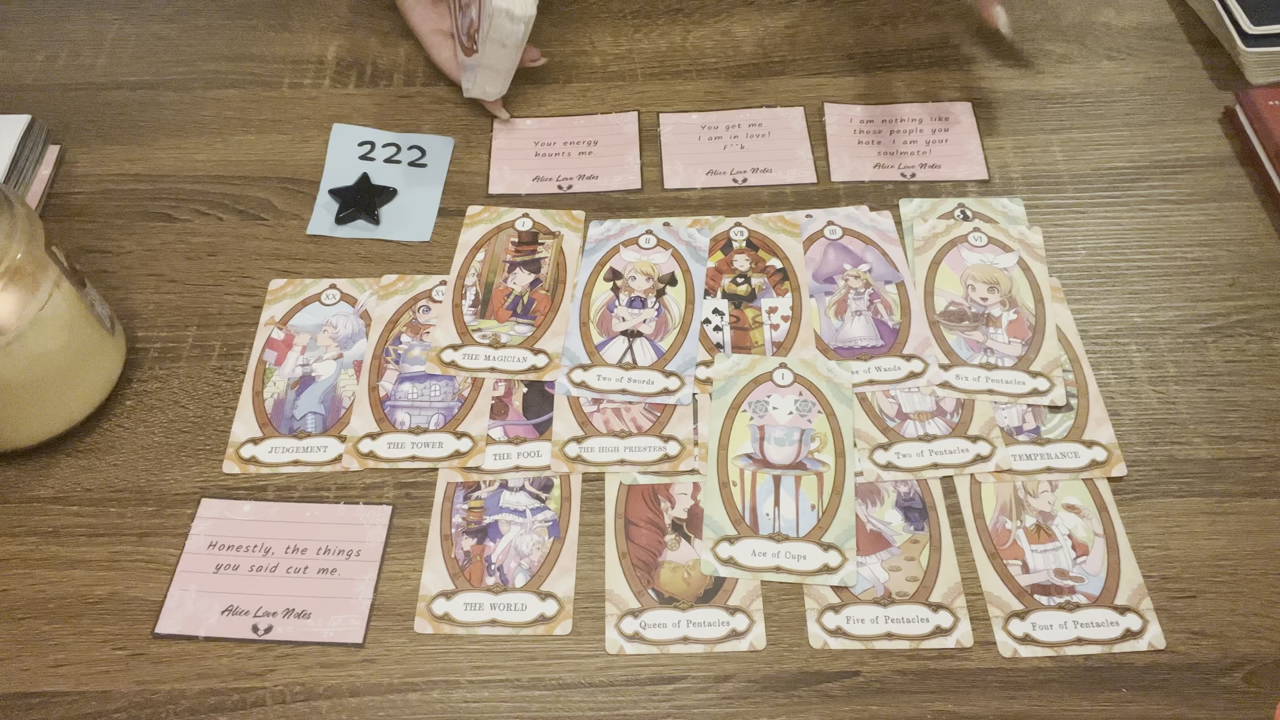 222
Your energy
haunts me.
Alice Love Notes
You get me.
I am in love!
F**k.
Alice Love Notes
I am nothing like
those people you
hate, I am your
soulmate!
Alice Love Notes
I
THE MAGICIAN
II
Two of Swords
VII
III
of Wands
VI
Six of Pentacles
XX
JUDGEMENT
THE TOWER
THE FOOL
THE HIGH PRIESTESS
I
Ace of Cups
Two of Pentacles
TEMPERANCE
Honestly, the things
you said cut me.
Alice Love Notes
THE WORLD
Queen of Pentacles
Five of Pentacles
Four of Pentacles